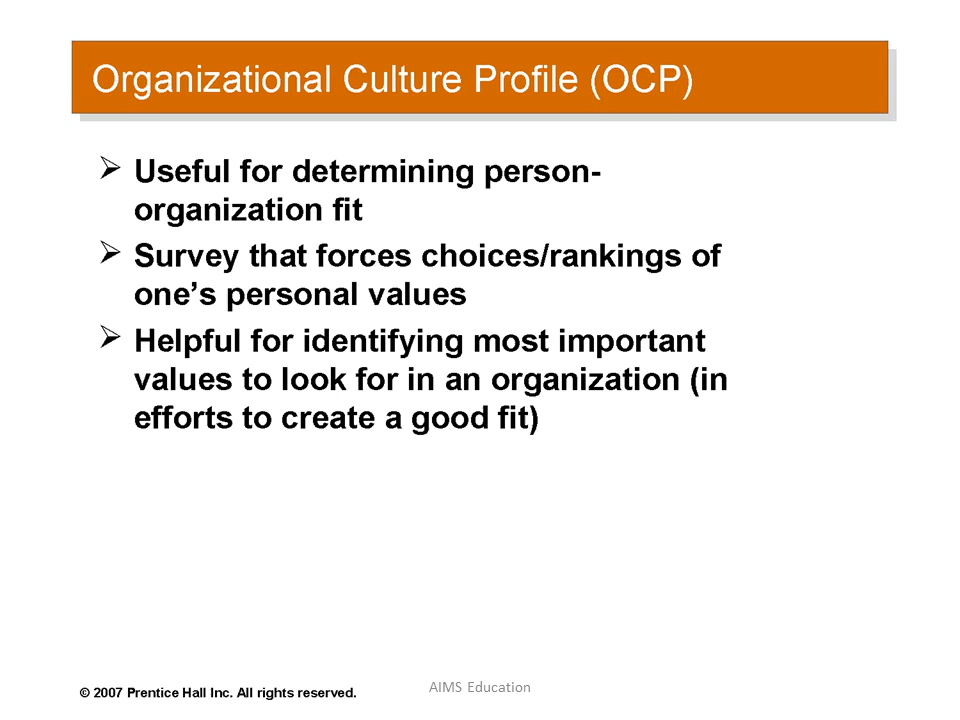 Organizational Culture Profile (OCP)
Useful for determining person-
organization fit
Survey that forces choices/rankings of
one's personal values
Helpful for identifying most important
values to look for in an organization (in
efforts to create a good fit)
© 2007 Prentice Hall Inc. All rights reserved.
AIMS Education